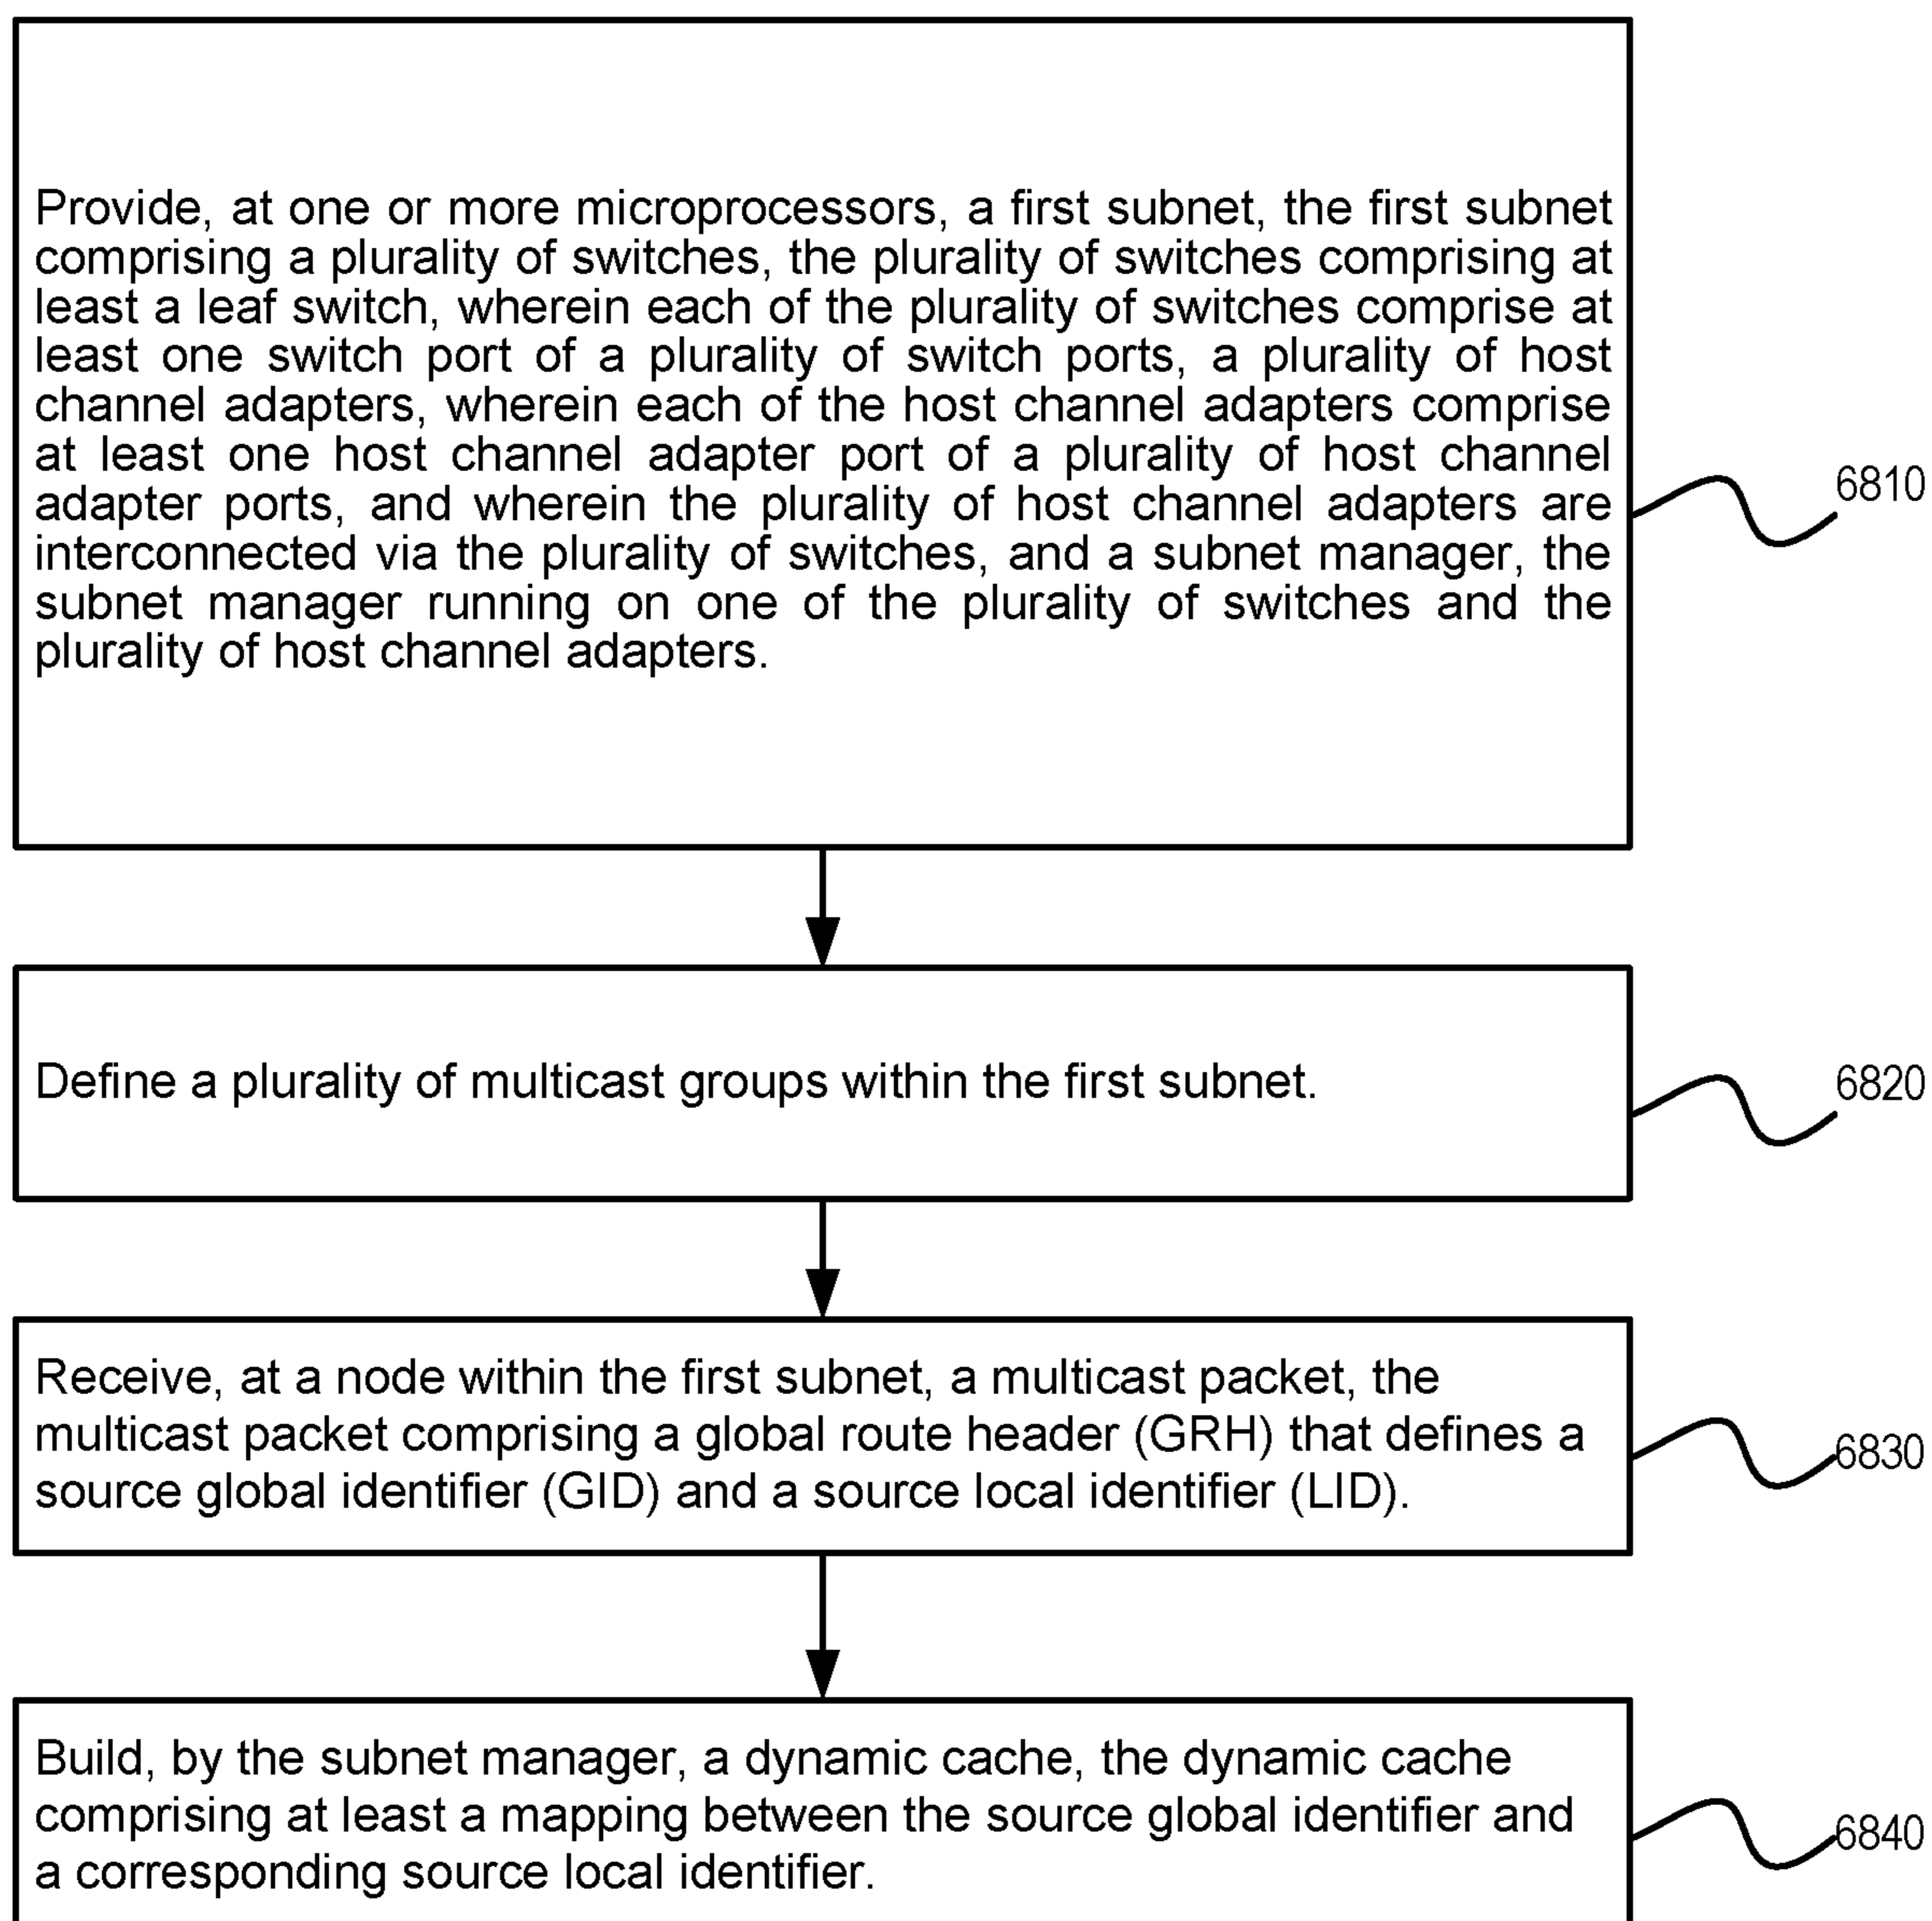 Provide, at one or more microprocessors, a first subnet, the first subnet
comprising a plurality of switches, the plurality of switches comprising at
least a leaf switch, wherein each of the plurality of switches comprise at
least one switch port of a plurality of switch ports, a plurality of host
channel adapters, wherein each of the host channel adapters comprise
at least one host channel adapter port of a plurality of host channel
adapter ports, and wherein the plurality of host channel adapters are
interconnected via the plurality of switches, and a subnet manager, the
subnet manager running on one of the plurality of switches and the
plurality of host channel adapters.
6810
Define a plurality of multicast groups within the first subnet.
6820
Receive, at a node within the first subnet, a multicast packet, the
multicast packet comprising a global route header (GRH) that defines a
source global identifier (GID) and a source local identifier (LID).
6830
Build, by the subnet manager, a dynamic cache, the dynamic cache
comprising at least a mapping between the source global identifier and
a corresponding source local identifier.
6840